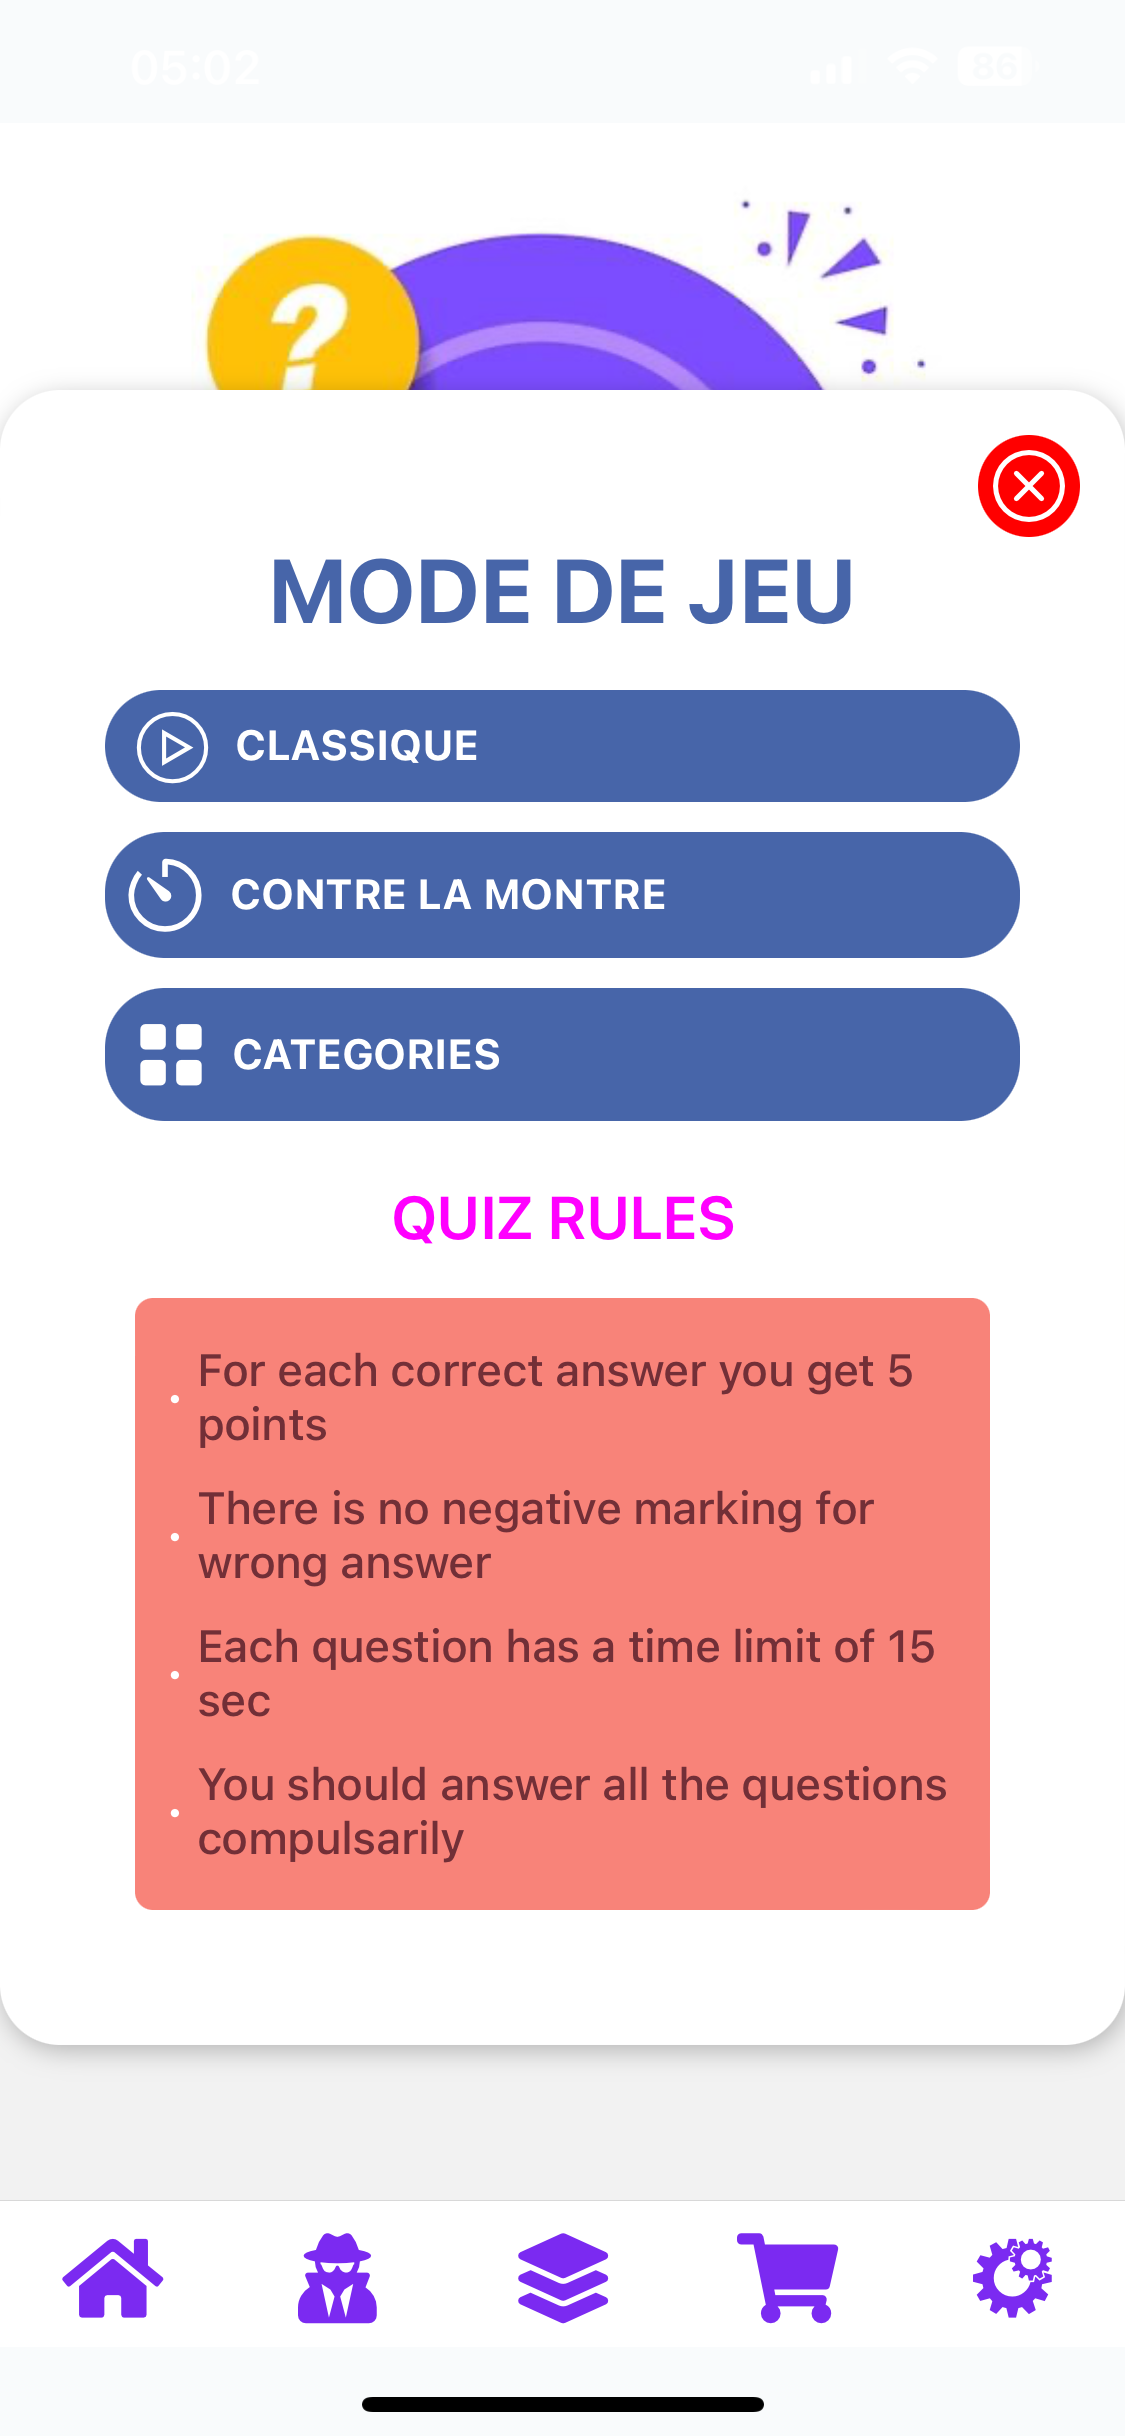 05:02
86
?
MODE DE JEU
CLASSIQUE
CONTRE LA MONTRE
CATEGORIES
QUIZ RULES
For each correct answer you get 5
points
There is no negative marking for
wrong answer
Each question has a time limit of 15
sec
You should answer all the questions
compulsarily